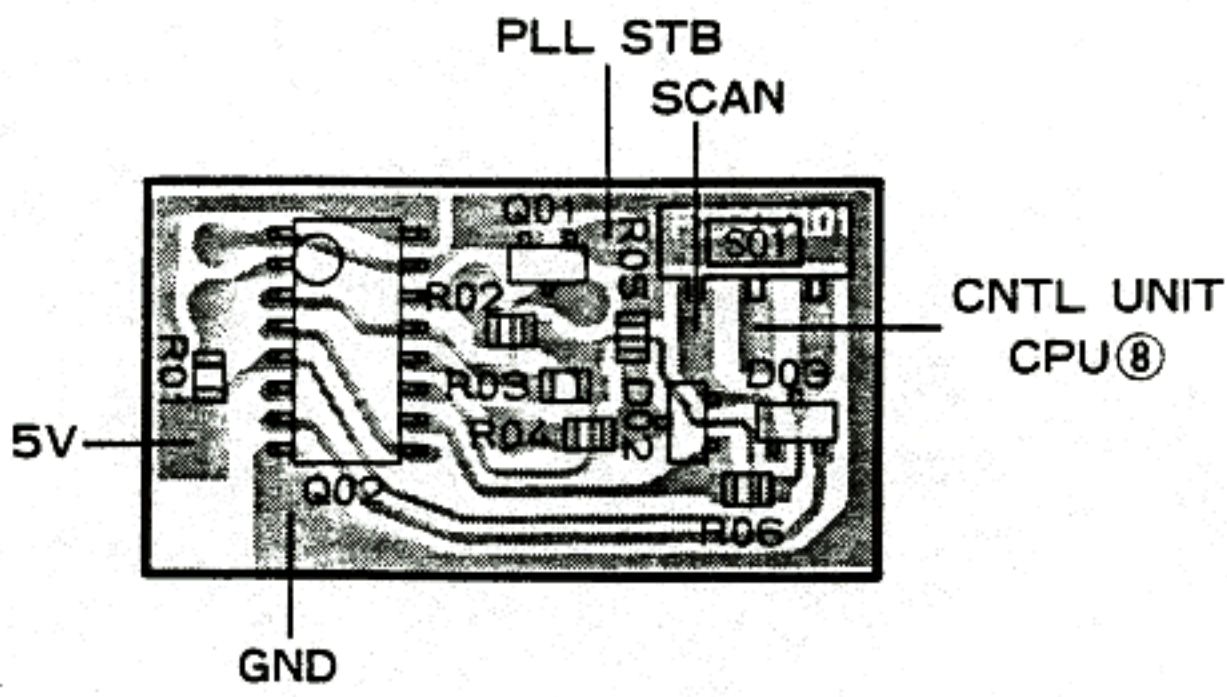 PLL STB
SCAN
Q01
R05
S01
R02
CNTL UNIT
CPU⑧
R01
D03
R03
D02
R04
5V
Q02
R06
GND